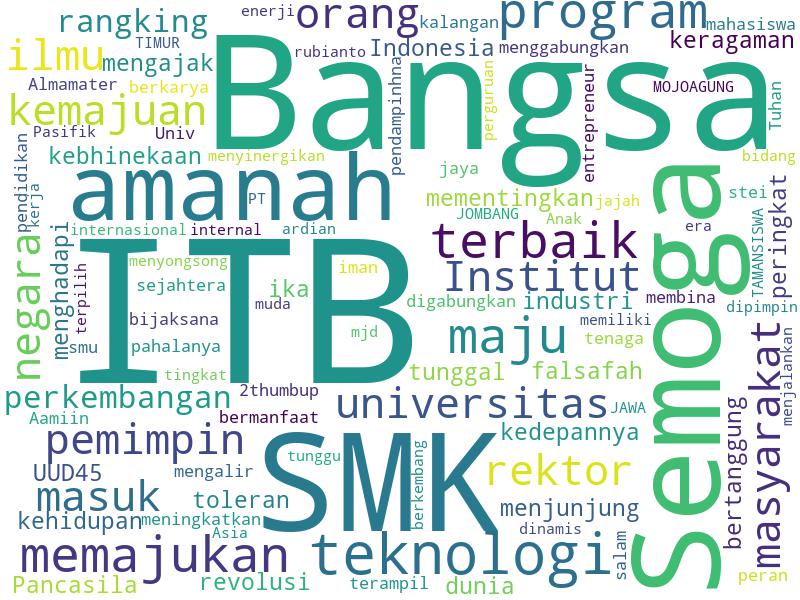 enerji
orang
program
rangking
kalangan
mahasiswa
TIMUR
rubianto
Indonesia
menggabungkan
keragaman
ilmu
mengajak
Bangsa
Almamater
berkarya
MOJOAGUNG
kemajuan
pendampinhna
perguruan
entrepreneur
Tuhan
Pasifik
Univ
kebhinekaan
menyinergikan
bidang
pendidikan
kerja
amanah
PT
jaya
mementingkan
jajah
stei
JOMBANG
Anak
Semoga
TAMANSISWA
peringkat
internasional
internal
ardian
terbaik
era
negara
menghadapi
terpilih
ITB
menyongsong
iman
Institut
sejahtera
ika
muda
digabungkan
industri
membina
dipimpin
bijaksana
mjd
maju
memiliki
tenaga
smu
pahalanya
tingkat
tunggal
falsafah
masyarakat
menjalankan
perkembangan
2thumbup
universitas
JAWA
Aamiin
bermanfaat
kedepannya
bertanggung
pemimpin
SMK
tunggu
berkembang
rektor
UUD45
mengalir
masuk
toleran
menjunjung
kehidupan
meningkatkan
Asia
dinamis
salam
memajukan
teknologi
peran
Pancasila
revolusi
terampil
dunia